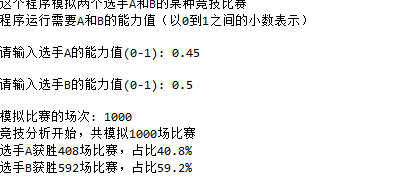 这个程序模拟两个选手A和B的某种竞技比赛
程序运行需要A和B的能力值（以0到1之间的小数表示）
请输入选手A的能力值(0-1): 0.45
请输入选手B的能力值(0-1): 0.5
模拟比赛的场次: 1000
竞技分析开始，共模拟1000场比赛
选手A获胜408场比赛，占比40.8%
选手B获胜592场比赛，占比59.2%